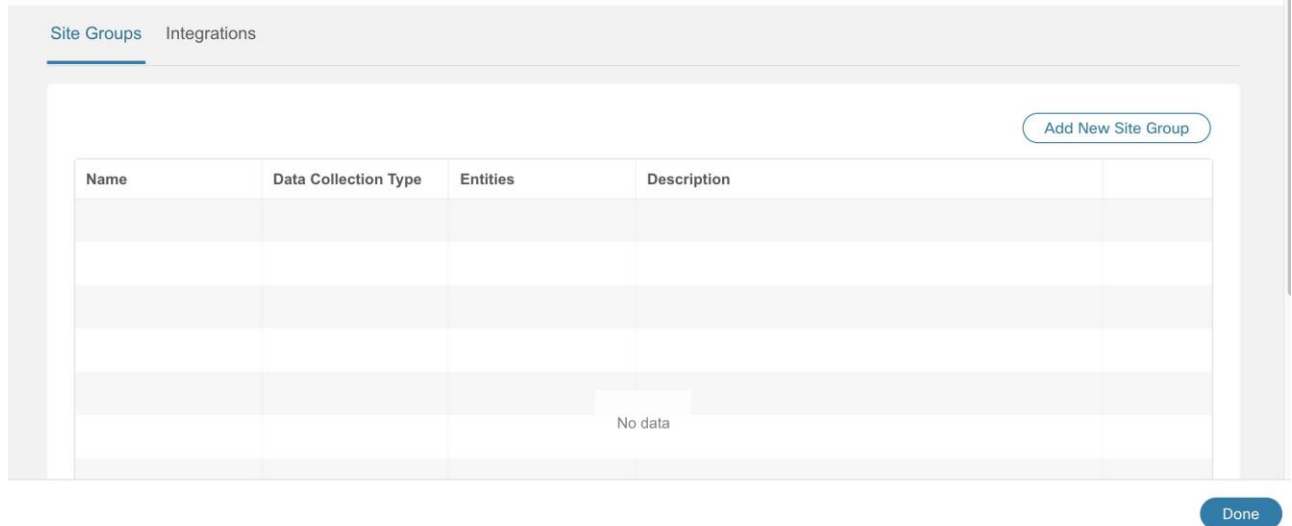 Site Groups Integrations
Add New Site Group
Name Data Collection Type Entities Description
No data
Done